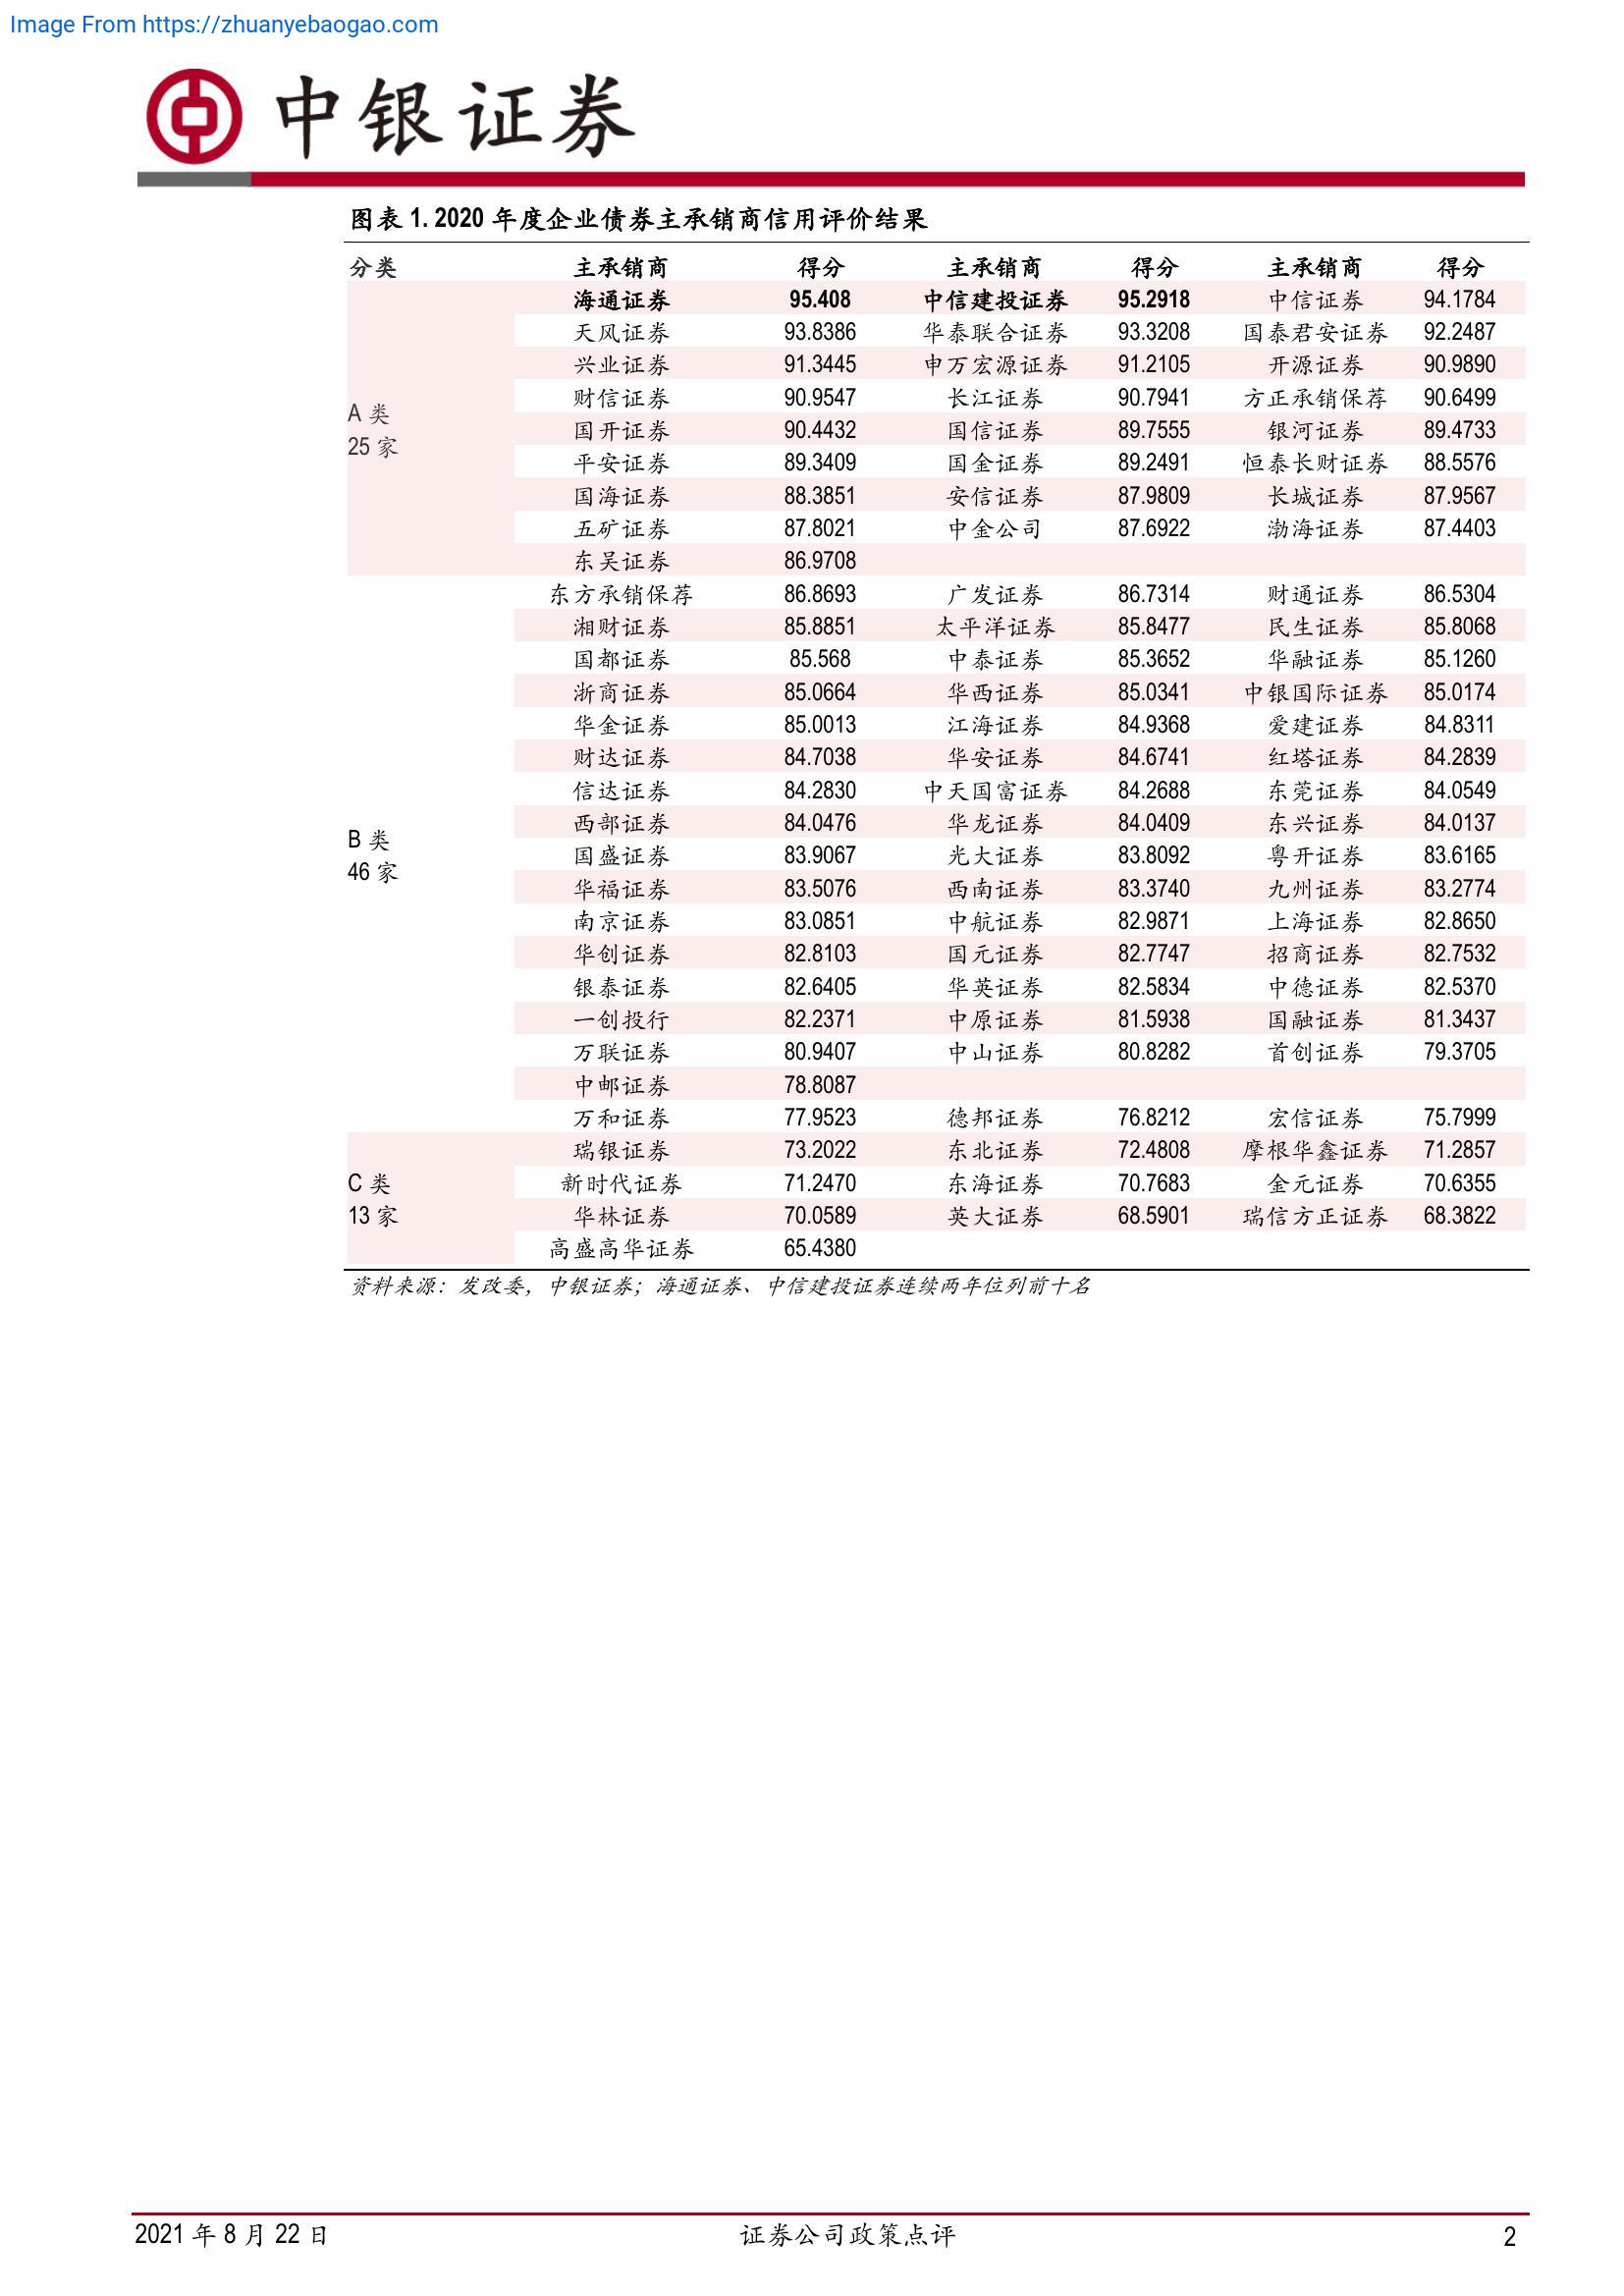 Image From https://zhuanyebaogao.com
中银证券
图表 1. 2020 年度企业债券主承销商信用评价结果
分类 主承销商 得分 主承销商 得分 主承销商 得分
海通证券 95.408 中信建投证券 95.2918 中信证券 94.1784
天风证券 93.8386 华泰联合证券 93.3208 国泰君安证券 92.2487
兴业证券 91.3445 申万宏源证券 91.2105 开源证券 90.9890
财信证券 90.9547 长江证券 90.7941 方正承销保荐 90.6499
A 类
国开证券 90.4432 国信证券 89.7555 银河证券 89.4733
25 家
平安证券 89.3409 国金证券 89.2491 恒泰长财证券 88.5576
国海证券 88.3851 安信证券 87.9809 长城证券 87.9567
五矿证券 87.8021 中金公司 87.6922 渤海证券 87.4403
东吴证券 86.9708
东方承销保荐 86.8693 广发证券 86.7314 财通证券 86.5304
湘财证券 85.8851 太平洋证券 85.8477 民生证券 85.8068
国都证券 85.568 中泰证券 85.3652 华融证券 85.1260
浙商证券 85.0664 华西证券 85.0341 中银国际证券 85.0174
华金证券 85.0013 江海证券 84.9368 爱建证券 84.8311
财达证券 84.7038 华安证券 84.6741 红塔证券 84.2839
信达证券 84.2830 中天国富证券 84.2688 东莞证券 84.0549
西部证券 84.0476 华龙证券 84.0409 东兴证券 84.0137
B 类
国盛证券 83.9067 光大证券 83.8092 粤开证券 83.6165
46 家
华福证券 83.5076 西南证券 83.3740 九州证券 83.2774
南京证券 83.0851 中航证券 82.9871 上海证券 82.8650
华创证券 82.8103 国元证券 82.7747 招商证券 82.7532
银泰证券 82.6405 华英证券 82.5834 中德证券 82.5370
一创投行 82.2371 中原证券 81.5938 国融证券 81.3437
万联证券 80.9407 中山证券 80.8282 首创证券 79.3705
中邮证券 78.8087
万和证券 77.9523 德邦证券 76.8212 宏信证券 75.7999
瑞银证券 73.2022 东北证券 72.4808 摩根华鑫证券 71.2857
C 类 新时代证券 71.2470 东海证券 70.7683 金元证券 70.6355
13 家 华林证券 70.0589 英大证券 68.5901 瑞信方正证券 68.3822
高盛高华证券 65.4380
资料来源：发改委，中银证券；海通证券、中信建投证券连续两年位列前十名
2021 年 8 月 22 日 证券公司政策点评 2